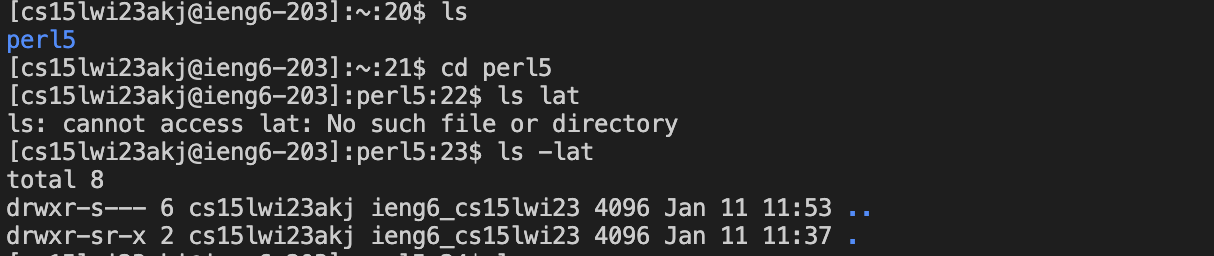 [cs15lwi23akj@ieng6-203]:~:20$ ls
perl5
[cs15lwi23akj@ieng6-203]:~:21$ cd perl5
[cs15lwi23akj@ieng6-203]:perl5:22$ ls lat
ls: cannot access lat: No such file or directory
[cs15lwi23akj@ieng6-203]:perl5:23$ ls -lat
total 8
drwxr-s--- 6 cs15lwi23akj ieng6_cs15lwi23 4096 Jan 11 11:53 ..
drwxr-sr-x 2 cs15lwi23akj ieng6_cs15lwi23 4096 Jan 11 11:37 .